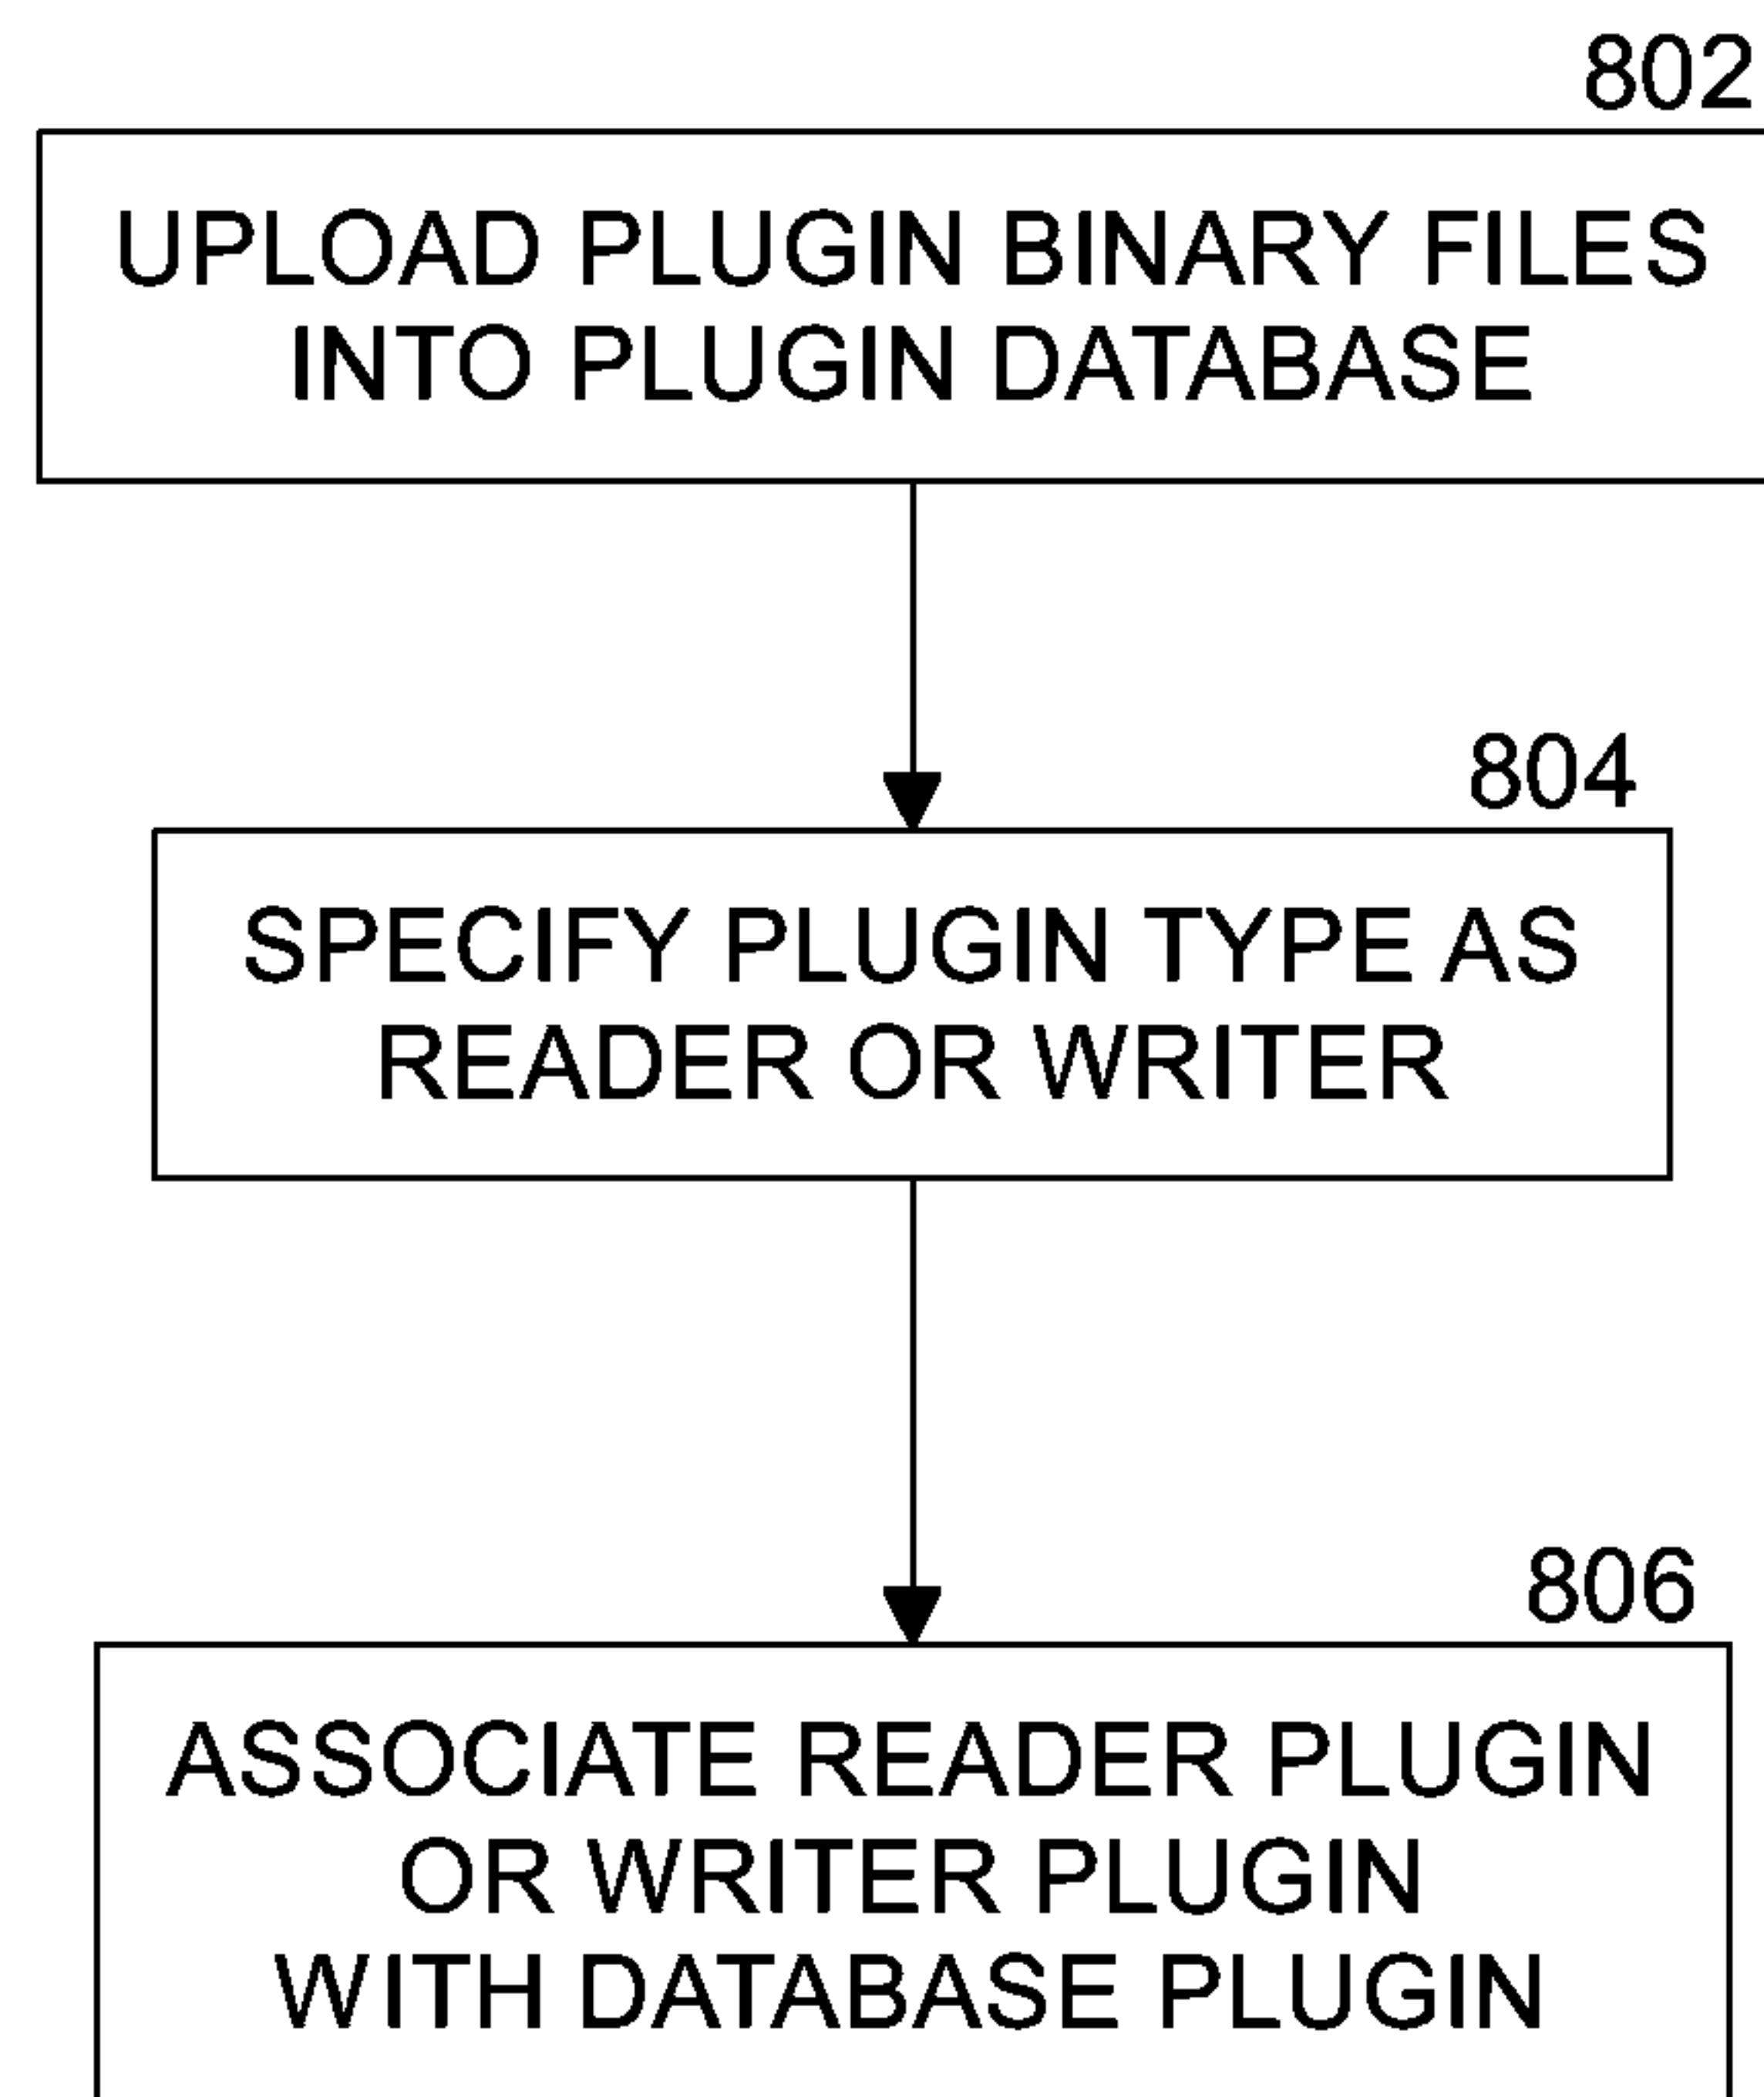 802
UPLOAD PLUGIN BINARY FILES
INTO PLUGIN DATABASE
804
SPECIFY PLUGIN TYPE AS
READER OR WRITER
806
ASSOCIATE READER PLUGIN
OR WRITER PLUGIN
WITH DATABASE PLUGIN